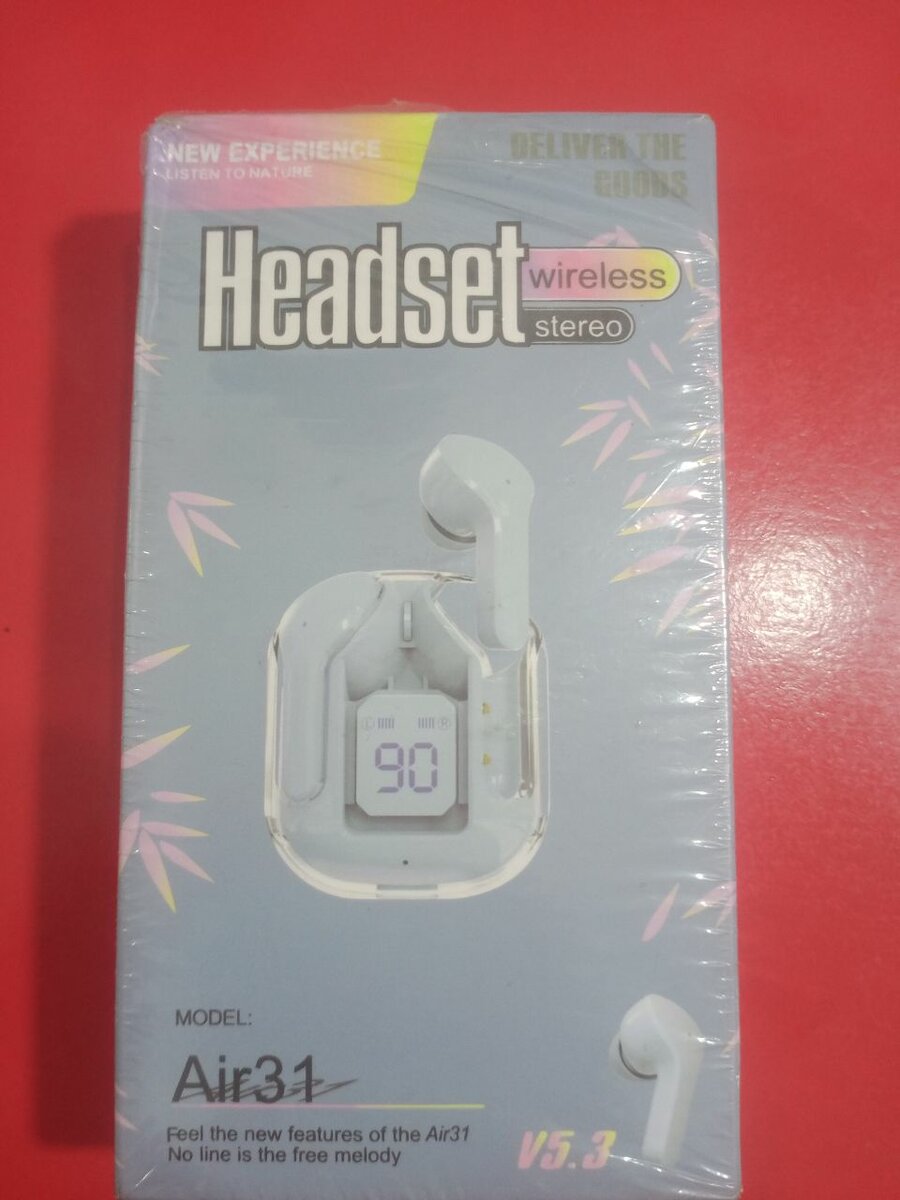 NEW EXPERIENCE
LISTEN TO NATURE
DELIVER THE
GOODS
Headset
wireless
stereo
L
R
90
MODEL:
Air31
Feel the new features of the Air31
No line is the free melody
V5.3